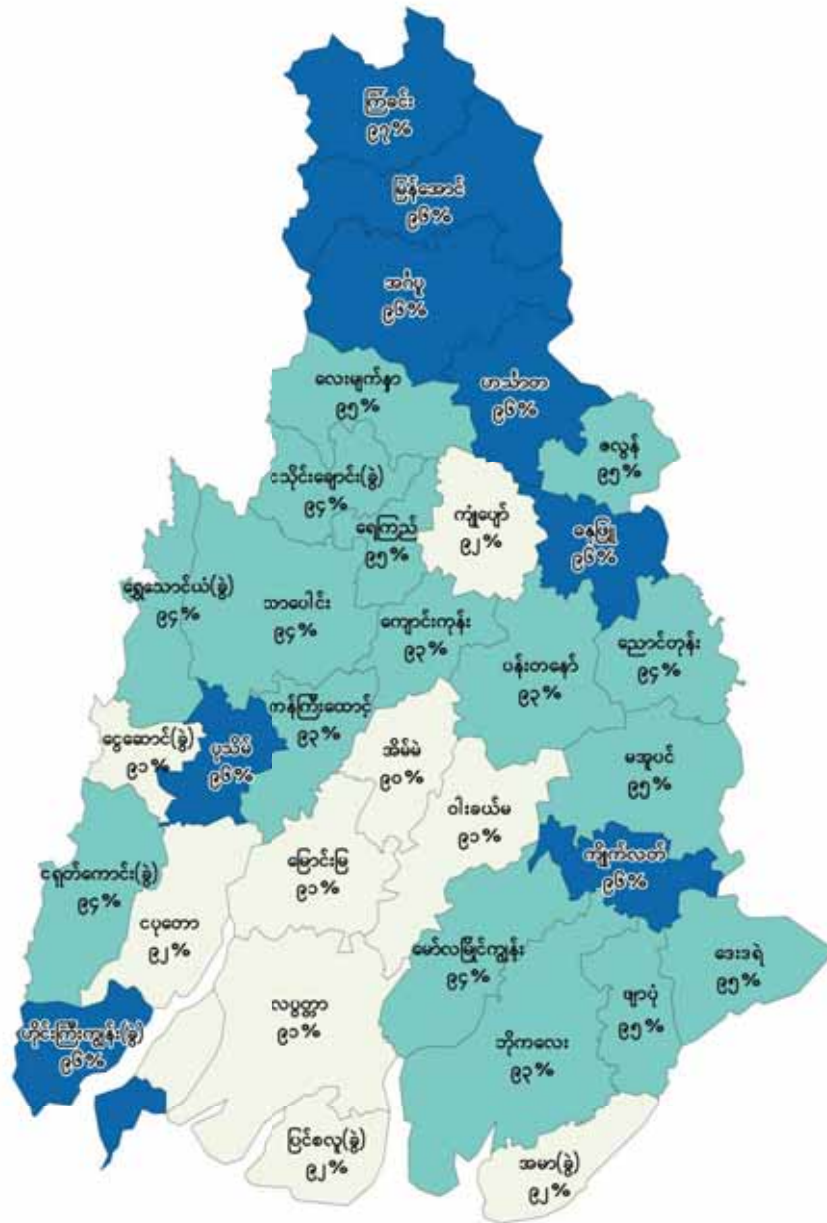 ကြံခင်း
၉၇%
မြန်အောင်
၉၆%
အင်္ဂပူ
၉၆%
လေးမျက်နှာ
၉၅%
ဟင်္သာတ
၉၆%
ဇလွန်
၉၅%
ငသိုင်းချောင်း(ခွဲ)
၉၄%
ရေကြည်
၉၅%
ကျုံပျော်
၉၂%
ဓနုဖြူ
၉၆%
ရွှေသောင်ယံ(ခွဲ)
၉၄%
သာပေါင်း
၉၄%
ကျောင်းကုန်း
၉၃%
ပန်းတနော်
၉၃%
ညောင်တုန်း
၉၄%
ငွေဆောင်(ခွဲ)
၉၁%
ပုသိမ်
၉၆%
ကန်ကြီးထောင့်
၉၃%
အိမ်မဲ
၉၀%
ဝါးခယ်မ
၉၁%
မအူပင်
၉၅%
ငရုတ်ကောင်း(ခွဲ)
၉၄%
ငပုတော
၉၂%
မြောင်းမြ
၉၁%
ကျိုက်လတ်
၉၆%
မော်လမြိုင်ကျွန်း
၉၄%
ဒေးဒရဲ
၉၅%
ဟိုင်းကြီးကျွန်း(ခွဲ)
၉၆%
လပွတ္တာ
၉၁%
ဘိုကလေး
၉၃%
ဖျာပုံ
၉၅%
ပြင်စလူ(ခွဲ)
၉၂%
အမာ(ခွဲ)
၉၂%